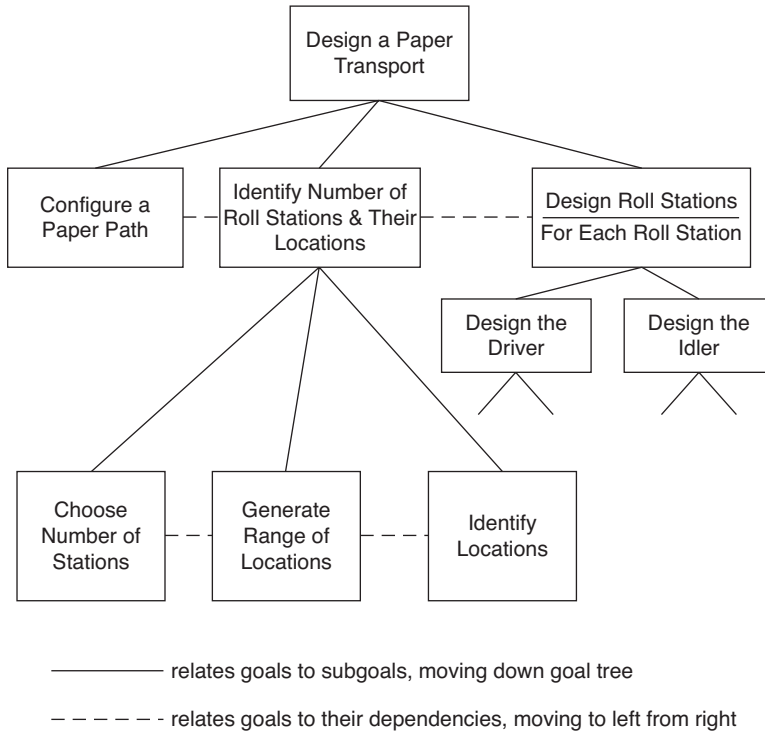 Design a Paper
Transport
Configure a
Paper Path
Identify Number of
Roll Stations & Their
Locations
Design Roll Stations
For Each Roll Station
Design the
Driver
Design the
Idler
Choose
Number of
Stations
Generate
Range of
Locations
Identify
Locations
relates goals to subgoals, moving down goal tree
relates goals to their dependencies, moving to left from right